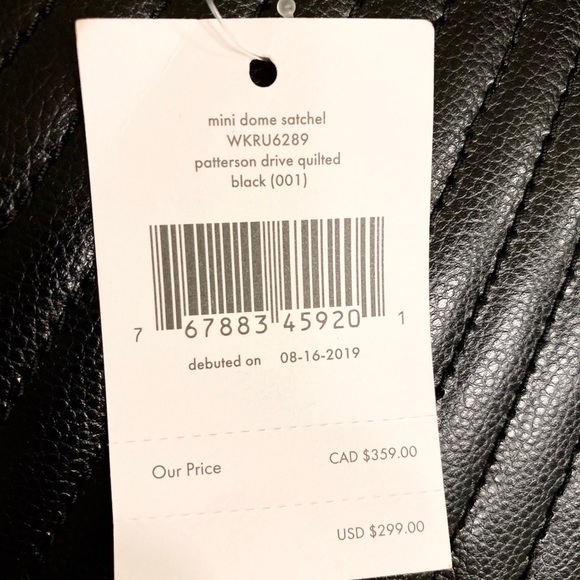 mini dome satchel
WKRU6289
patterson drive quilted
black (001)
7 67883 45920 1
debuted on 08-16-2019
Our Price CAD $359.00
USD $299.00